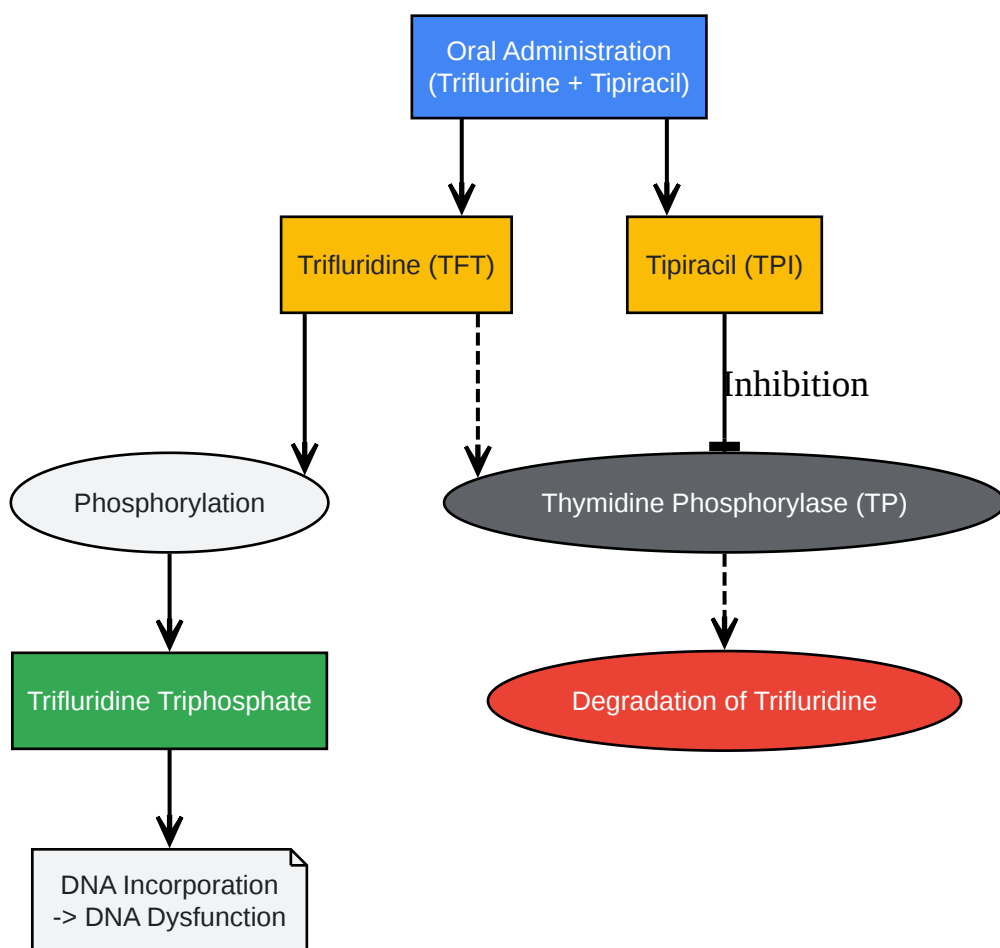 Oral Administration
(Trifluridine + Tipiracil)
Trifluridine (TFT)
Tipiracil (TPI)
Inhibition
Phosphorylation
Thymidine Phosphorylase (TP)
Trifluridine Triphosphate
Degradation of Trifluridine
DNA Incorporation
-> DNA Dysfunction